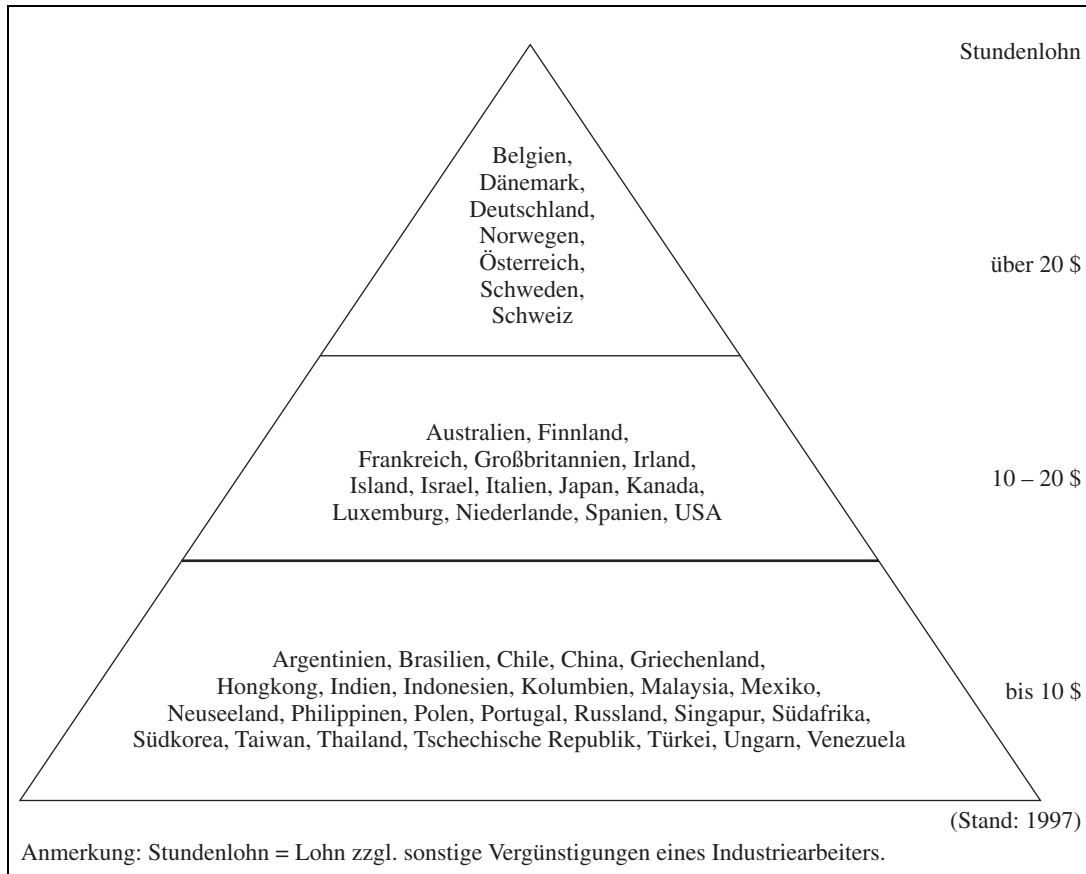 Stundenlohn
Belgien,
Dänemark,
Deutschland,
Norwegen,
Österreich,
Schweden,
Schweiz
über 20 $
Australien, Finnland,
Frankreich, Großbritannien, Irland,
Island, Israel, Italien, Japan, Kanada,
Luxemburg, Niederlande, Spanien, USA
10 – 20 $
Argentinien, Brasilien, Chile, China, Griechenland,
Hongkong, Indien, Indonesien, Kolumbien, Malaysia, Mexiko,
Neuseeland, Philippinen, Polen, Portugal, Russland, Singapur, Südafrika,
Südkorea, Taiwan, Thailand, Tschechische Republik, Türkei, Ungarn, Venezuela
bis 10 $
(Stand: 1997)
Anmerkung: Stundenlohn = Lohn zzgl. sonstige Vergünstigungen eines Industriearbeiters.